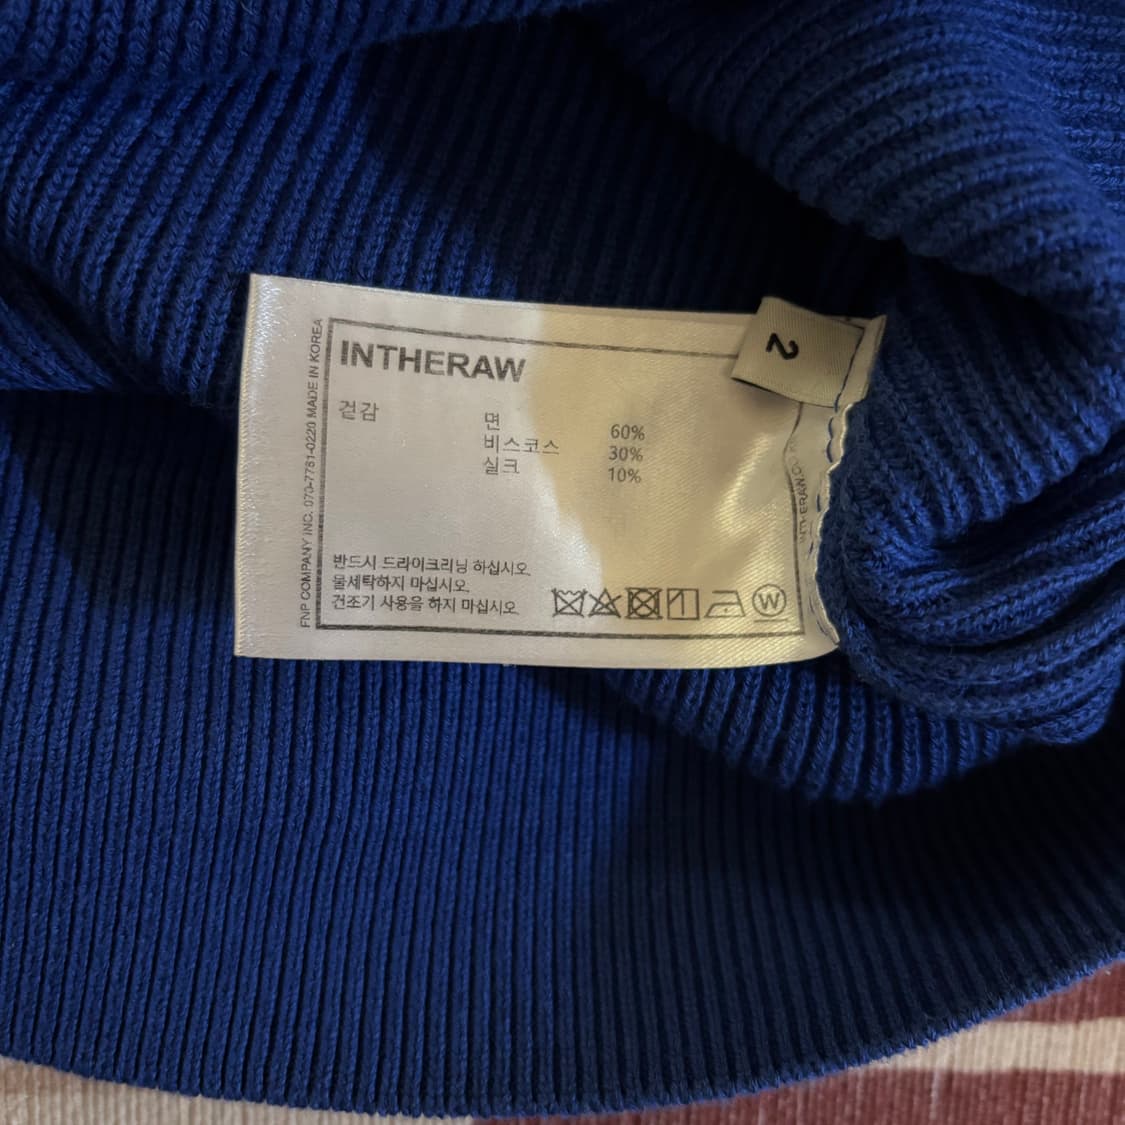 INTHERAW
겉감
면 60%
비스코스 30%
실크 10%
반드시 드라이크리닝 하십시오.
물세탁하지 마십시오.
건조기 사용을 하지 마십시오
W
2
FNP COMPANY INC. 070-7781-0220 MADE IN KOREA